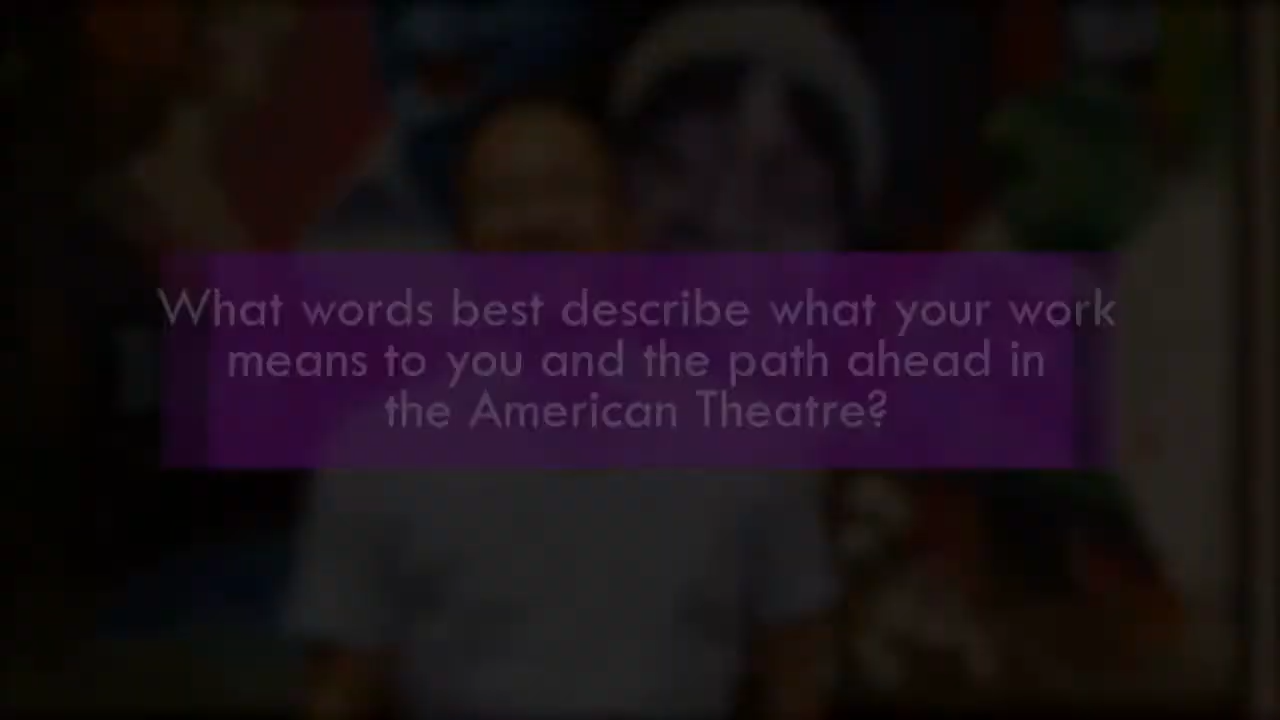 What words best describe what your work
means to you and the path ahead in
the American Theatre?